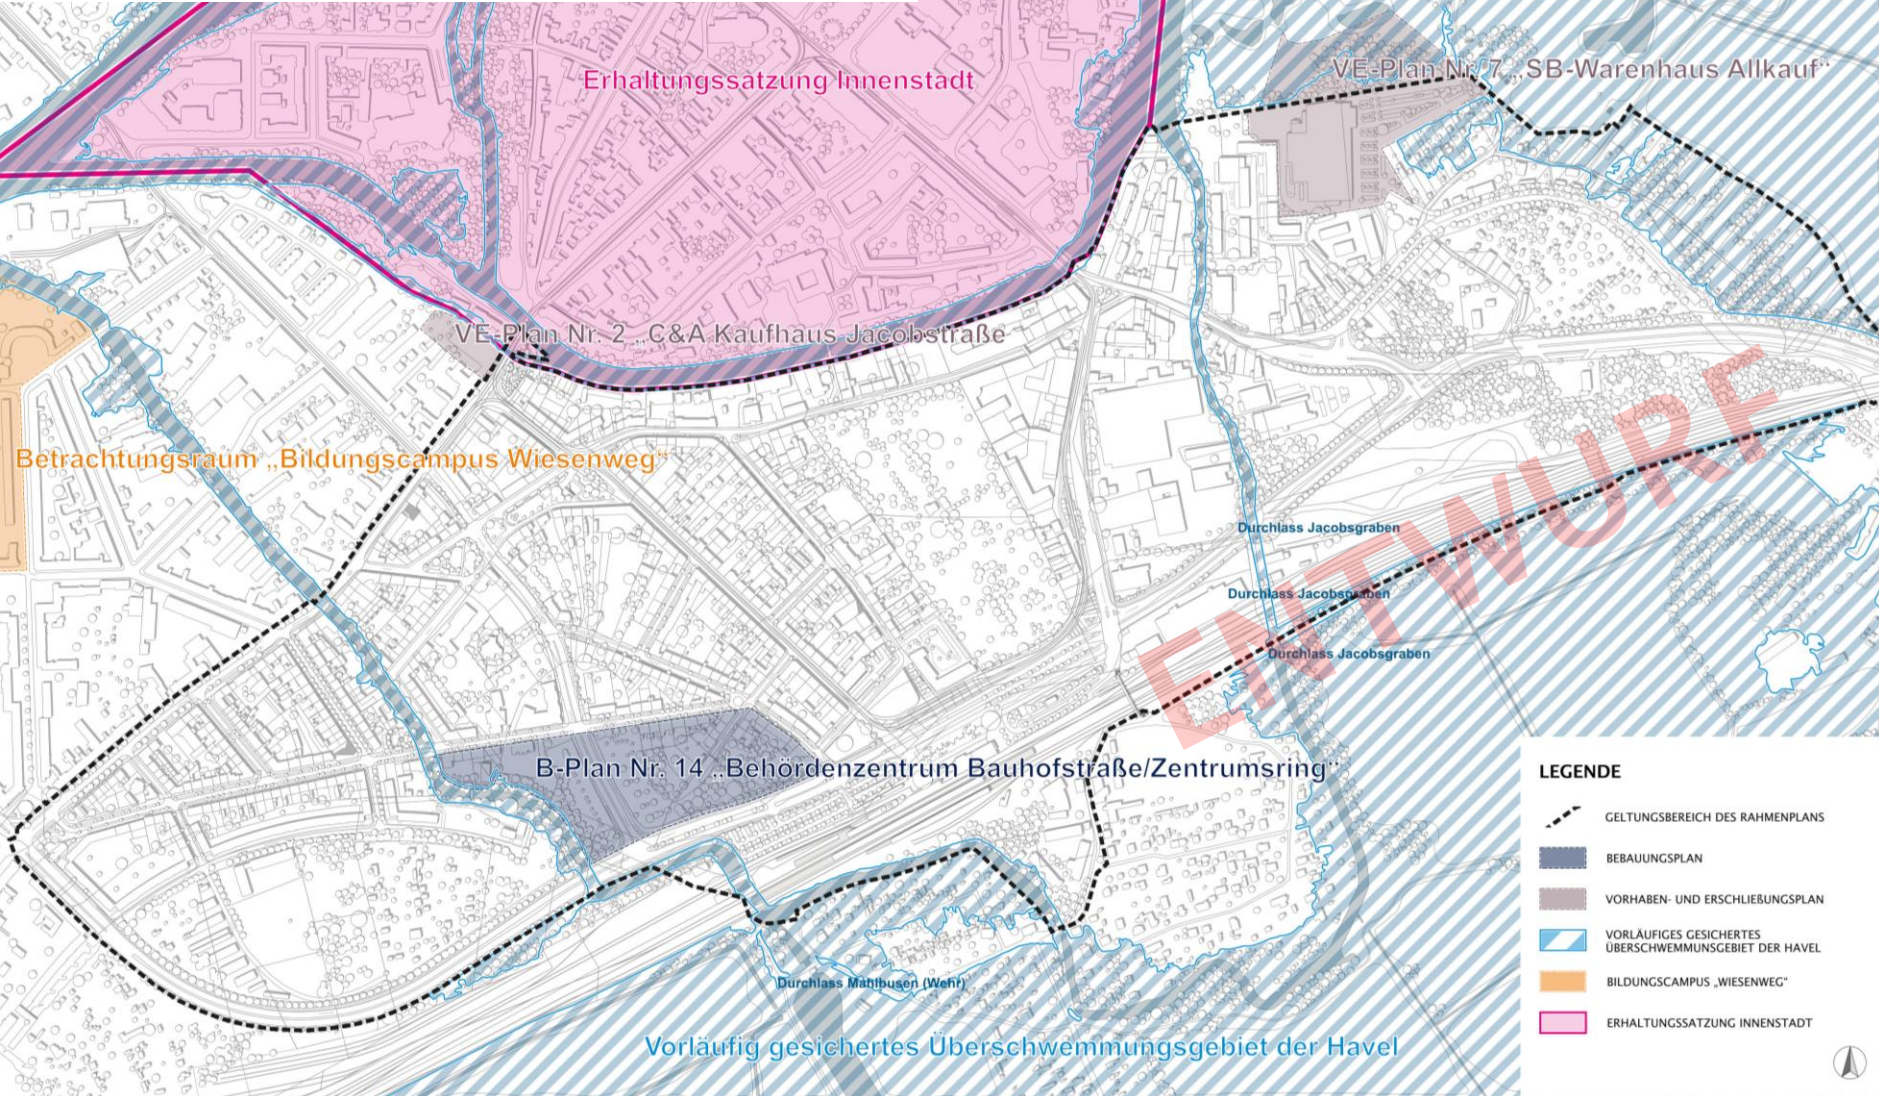 Erhaltungssatzung Innenstadt
VE-Plan Nr. 7 „SB-Warenhaus Allkauf“
VE-Plan Nr. 2 „C&A Kaufhaus Jacobstraße
Betrachtungsraum „Bildungscampus Wiesenweg“
Durchlass Jacobsgraben
Durchlass Jacobsgraben
Durchlass Jacobsgraben
ENTWURF
B-Plan Nr. 14 „Behördenzentrum Bauhofstraße/Zentrumsring“
Durchlass Mahlbusen (Wehr)
Vorläufig gesichertes Überschwemmungsgebiet der Havel
LEGENDE
GELTUNGSBEREICH DES RAHMENPLANS
BEBAUUNGSPLAN
VORHABEN- UND ERSCHLIEßUNGSPLAN
VORLÄUFIGES GESICHERTES
ÜBERSCHWEMMUNSGEBIET DER HAVEL
BILDUNGSCAMPUS „WIESENWEG“
ERHALTUNGSSATZUNG INNENSTADT